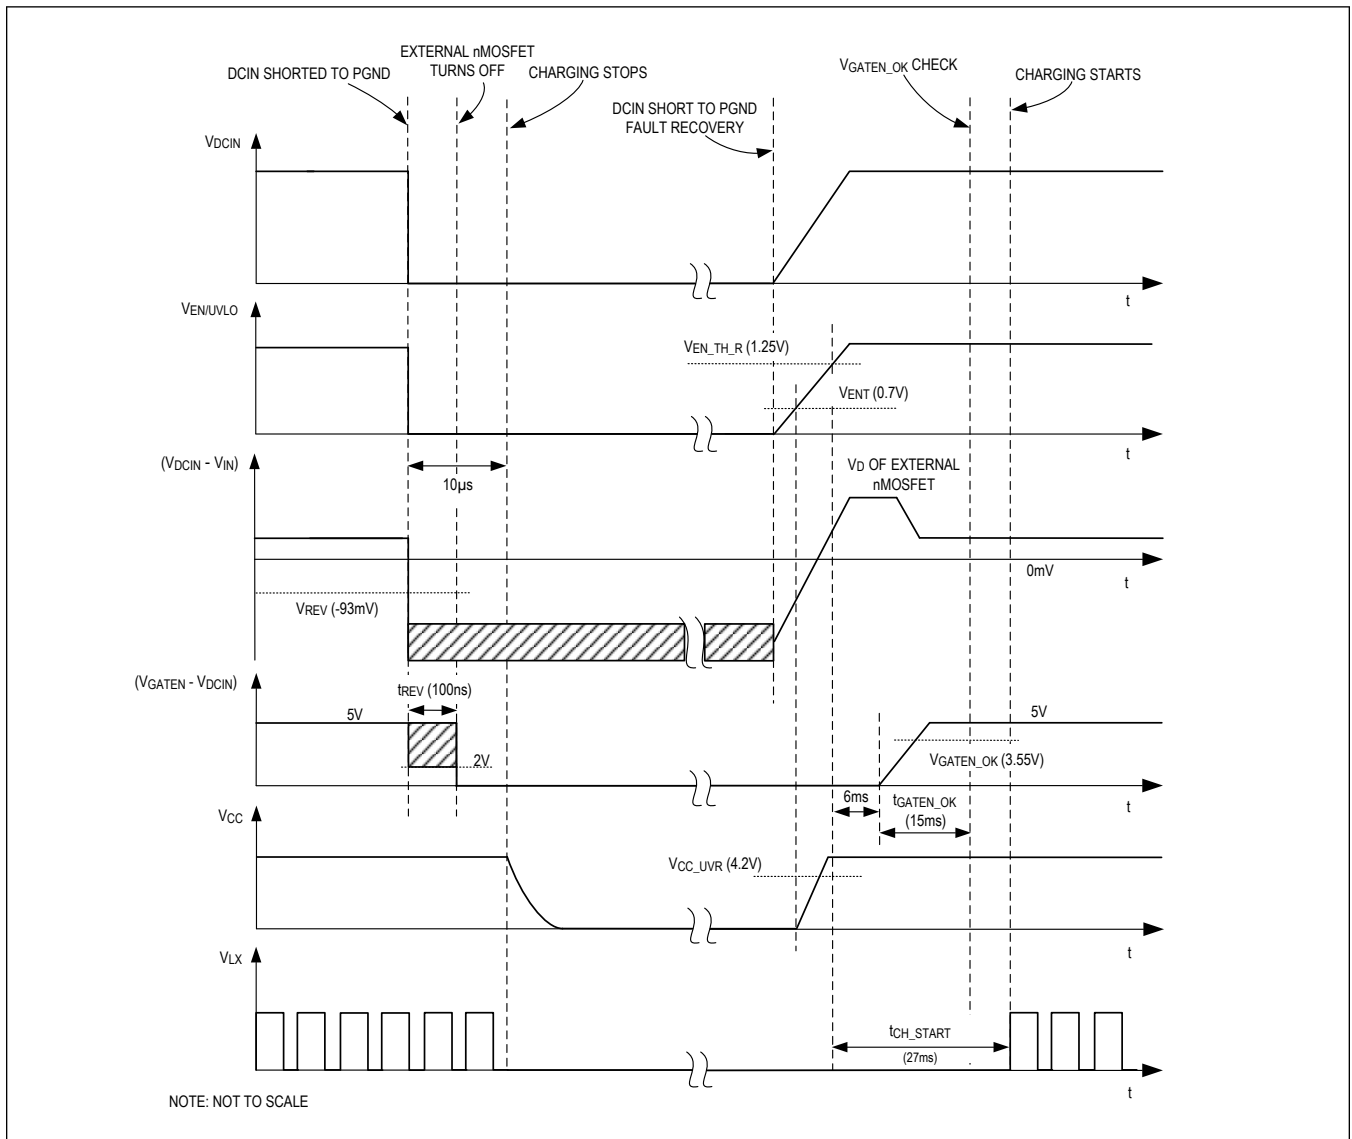 EXTERNAL nMOSFET
TURNS OFF
DCIN SHORTED TO PGND
CHARGING STOPS
VGATEN_OK CHECK
CHARGING STARTS
DCIN SHORT TO PGND
FAULT RECOVERY
VDCIN
t
VEN/UVLO
VEN_TH_R (1.25V)
VENT (0.7V)
t
(VDCIN - VIN)
10µs
VD OF EXTERNAL
nMOSFET
0mV
t
VREV (-93mV)
(VGATEN - VDCIN)
tREV (100ns)
5V
5V
2V
VGATEN_OK (3.55V)
6ms
tGATEN_OK
(15ms)
t
VCC
VCC_UVR (4.2V)
t
VLX
tCH_START
(27ms)
t
NOTE: NOT TO SCALE